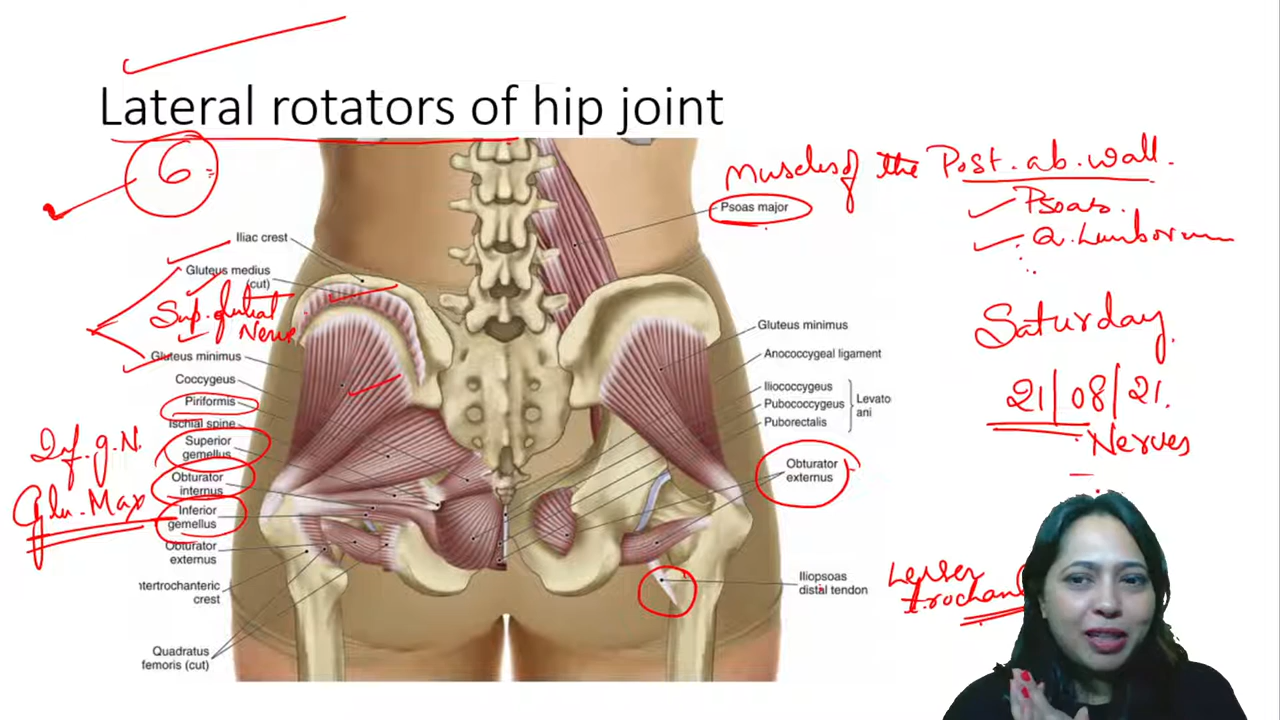 Lateral rotators of hip joint
6
Muscles of the Post. ab. wall.
Psoas major
Psoas.
Q. Lumborum
Iliac crest
Gluteus medius
(cut)
Sup. gluteal
Nerve
Gluteus minimus
Coccygeus
Piriformis
Ischial spine
Superior
gemellus
Obturator
internus
Inferior
gemellus
Obturator
externus
ntertrochanteric
crest
Quadratus
femoris (cut)
Inf. g. N.
Glu. Max
Gluteus minimus
Anococcygeal ligament
Iliococcygeus
Pubococcygeus
Puborectalis
Levato
ani
Obturator
externus
Iliopsoas
distal tendon
Saturday
21/08/21.
Nerves
Lesser